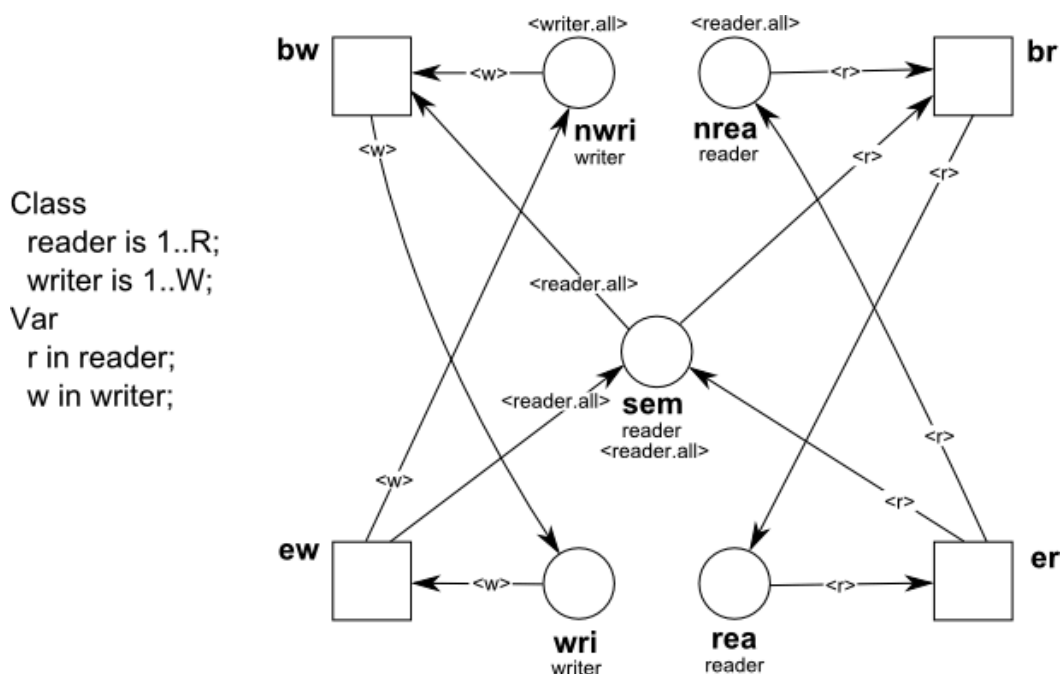 <writer.all>
<reader.all>
bw
<w>
<r>
br
nwri
writer
nrea
reader
<w>
<r>
<r>
Class
reader is 1..R;
writer is 1..W;
Var
r in reader;
w in writer;
<reader.all>
<reader.all>
sem
reader
<reader.all>
<w>
<r>
<r>
ew
<w>
<r>
er
wri
writer
rea
reader